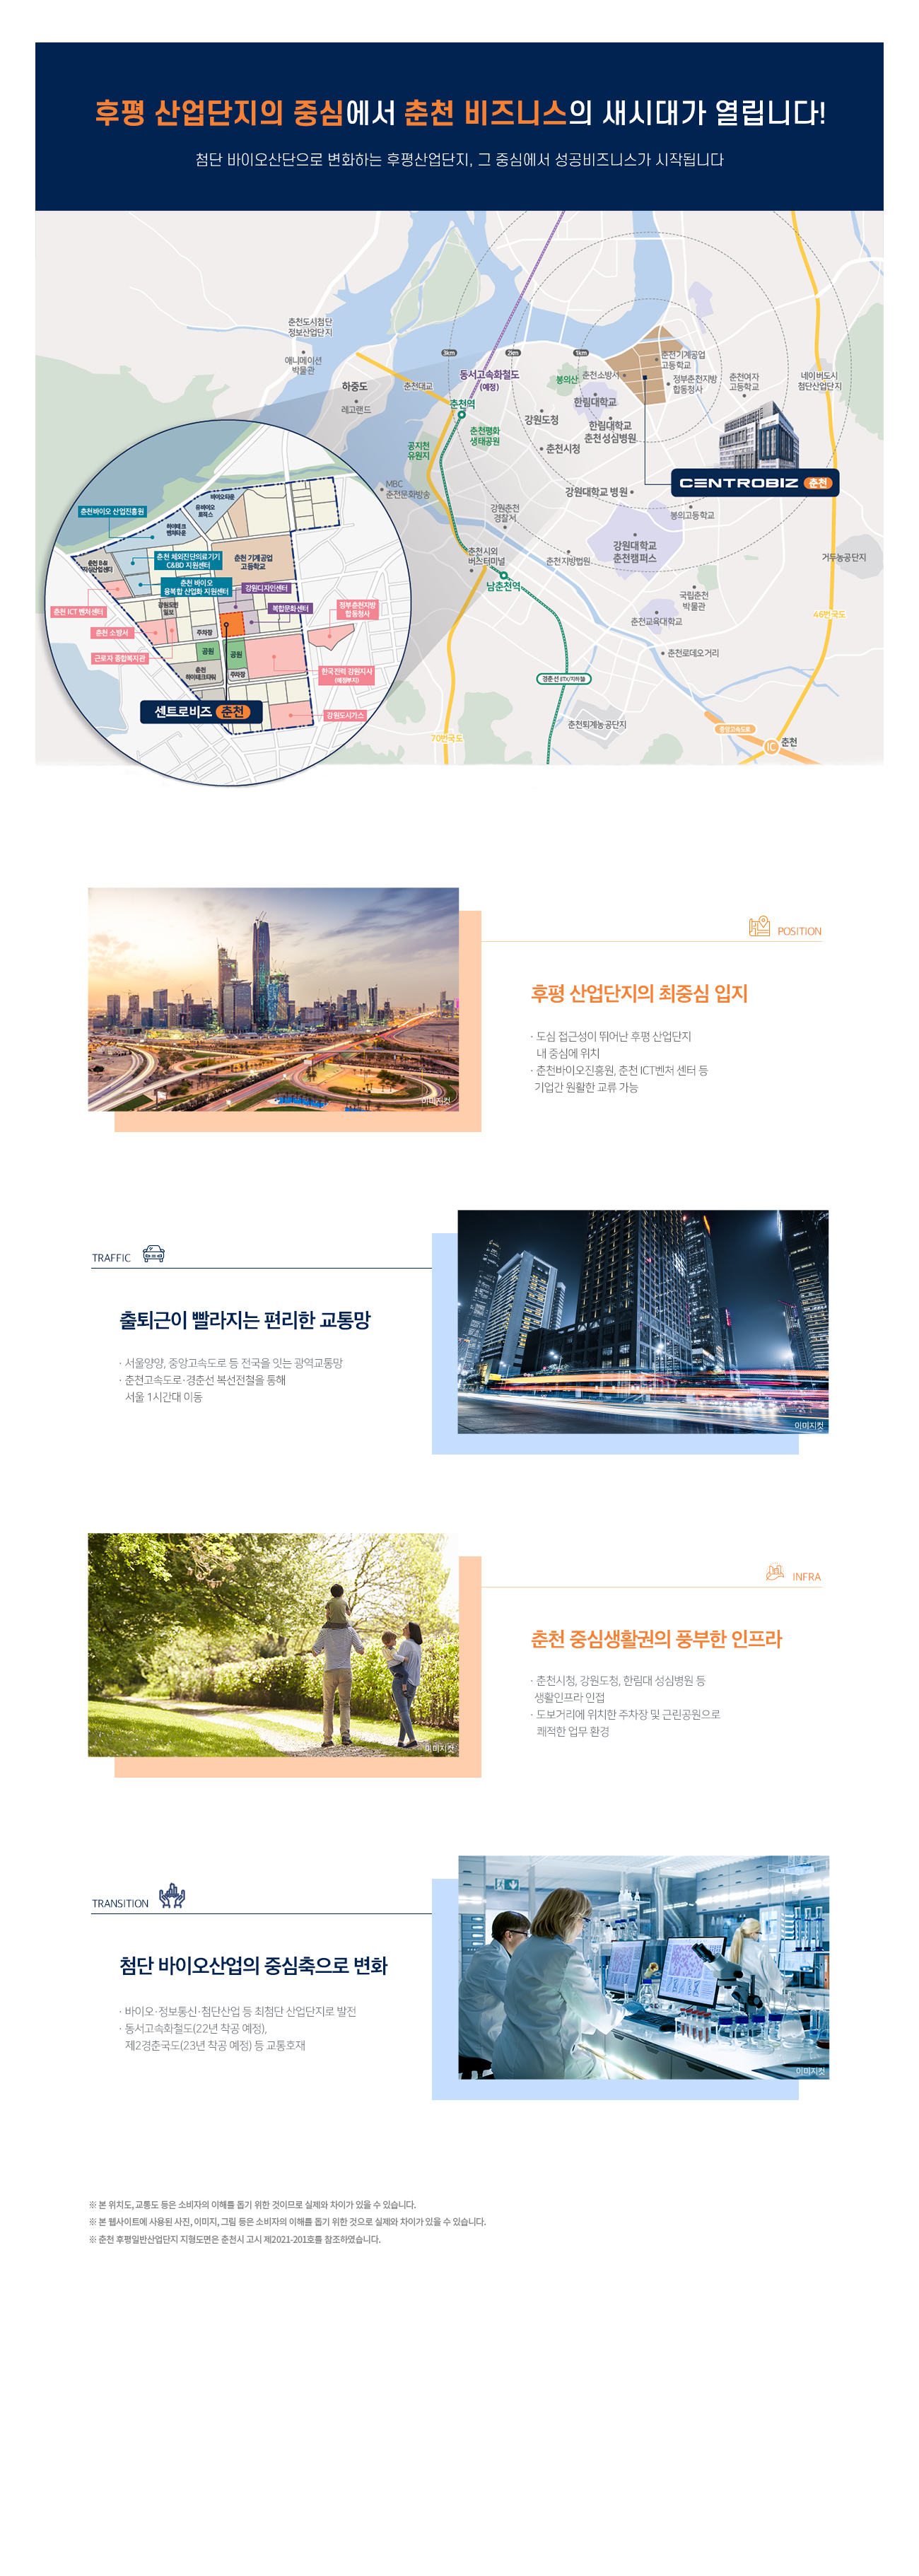 후평 산업단지의 중심에서 춘천 비즈니스의 새시대가 열립니다!
첨단 바이오산단으로 변화하는 후평산업단지, 그 중심에서 성공비즈니스가 시작됩니다
춘천도시첨단
정보산업단지
애니메이션
박물관
하중도
레고랜드
춘천대교
3km
2km
1km
동서고속화철도
(예정)
춘천역
춘천평화
생태공원
공지천
유원지
MBC
춘천문화방송
봉의산
춘천소방서
춘천기계공업
고등학교
정부춘천지방
합동청사
춘천여자
고등학교
네이버도시
첨단산업단지
한림대학교
강원도청
한림대학교
춘천성심병원
춘천시청
CENTROBIZ 춘천
강원대학교 병원
봉의고등학교
강원춘천
경찰서
강원대학교
춘천캠퍼스
춘천지방법원
춘천시외
버스터미널
남춘천역
거두농공단지
국립춘천
박물관
춘천교육대학교
46번국도
춘천로데오거리
경춘선 (ITX/지하철)
춘천퇴계농공단지
중앙고속도로
IC 춘천
70번국도
바이오타운
유바이오
로직스
춘천바이오 산업진흥원
하이테크
벤처타운
춘천 체외진단의료기기
C&BD 지원센터
춘천 기계공업
고등학교
춘천 바이오
융복합 산업화 지원센터
강원디자인센터
강원도민
일보
복합문화센터
정부춘천지방
합동청사
춘천 ICT 벤처센터
춘천 소방서
주차장
근로자 종합복지관
공원
공원
춘천
하이테크타워
주차장
한국전력 강원지사
(예정부지)
센트로비즈 춘천
강원도시가스
POSITION
후평 산업단지의 최중심 입지
· 도심 접근성이 뛰어난 후평 산업단지
내 중심에 위치
· 춘천바이오진흥원, 춘천 ICT벤처 센터 등
기업간 원활한 교류 가능
이미지컷
TRAFFIC
출퇴근이 빨라지는 편리한 교통망
· 서울양양, 중앙고속도로 등 전국을 잇는 광역교통망
· 춘천고속도로·경춘선 복선전철을 통해
서울 1시간대 이동
이미지컷
INFRA
춘천 중심생활권의 풍부한 인프라
· 춘천시청, 강원도청, 한림대 성심병원 등
생활인프라 인접
· 도보거리에 위치한 주차장 및 근린공원으로
쾌적한 업무 환경
이미지컷
TRANSITION
첨단 바이오산업의 중심축으로 변화
· 바이오·정보통신·첨단산업 등 최첨단 산업단지로 발전
· 동서고속화철도(22년 착공 예정),
제2경춘국도(23년 착공 예정) 등 교통호재
이미지컷
※ 본 위치도, 교통도 등은 소비자의 이해를 돕기 위한 것이므로 실제와 차이가 있을 수 있습니다.
※ 본 웹사이트에 사용된 사진, 이미지, 그림 등은 소비자의 이해를 돕기 위한 것으로 실제와 차이가 있을 수 있습니다.
※ 춘천 후평일반산업단지 지형도면은 춘천시 고시 제2021-201호를 참조하였습니다.